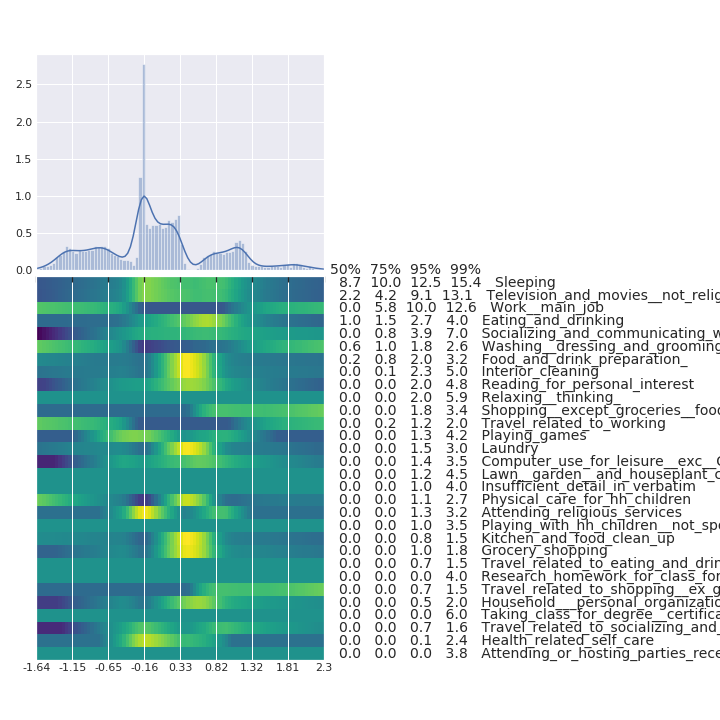 2.5
2.0
1.5
1.0
0.5
0.0
50% 75% 95% 99%
8.7 10.0 12.5 15.4 Sleeping
2.2 4.2 9.1 13.1 Television_and_movies__not_relig
0.0 5.8 10.0 12.6 Work__main_job
1.0 1.5 2.7 4.0 Eating_and_drinking
0.0 0.8 3.9 7.0 Socializing_and_communicating_w
0.6 1.0 1.8 2.6 Washing__dressing_and_grooming
0.2 0.8 2.0 3.2 Food_and_drink_preparation_
0.0 0.1 2.3 5.0 Interior_cleaning
0.0 0.0 2.0 4.8 Reading_for_personal_interest
0.0 0.0 2.0 5.9 Relaxing__thinking_
0.0 0.0 1.8 3.4 Shopping__except_groceries__food
0.0 0.2 1.2 2.0 Travel_related_to_working
0.0 0.0 1.3 4.2 Playing_games
0.0 0.0 1.5 3.0 Laundry
0.0 0.0 1.4 3.5 Computer_use_for_leisure__exc__G
0.0 0.0 1.2 4.5 Lawn__garden__and_houseplant_c
0.0 0.0 1.0 4.0 Insufficient_detail_in_verbatim
0.0 0.0 1.1 2.7 Physical_care_for_hh_children
0.0 0.0 1.3 3.2 Attending_religious_services
0.0 0.0 1.0 3.5 Playing_with_hh_children__not_spo
0.0 0.0 0.8 1.5 Kitchen_and_food_clean_up
0.0 0.0 1.0 1.8 Grocery_shopping
0.0 0.0 0.7 1.5 Travel_related_to_eating_and_drin
0.0 0.0 0.0 4.0 Research_homework_for_class_for
0.0 0.0 0.7 1.5 Travel_related_to_shopping__ex_g
0.0 0.0 0.5 2.0 Household___personal_organizatio
0.0 0.0 0.0 6.0 Taking_class_for_degree__certifica
0.0 0.0 0.7 1.6 Travel_related_to_socializing_and_
0.0 0.0 0.1 2.4 Health_related_self_care
0.0 0.0 0.0 3.8 Attending_or_hosting_parties_rece
-1.64 -1.15 -0.65 -0.16 0.33 0.82 1.32 1.81 2.3